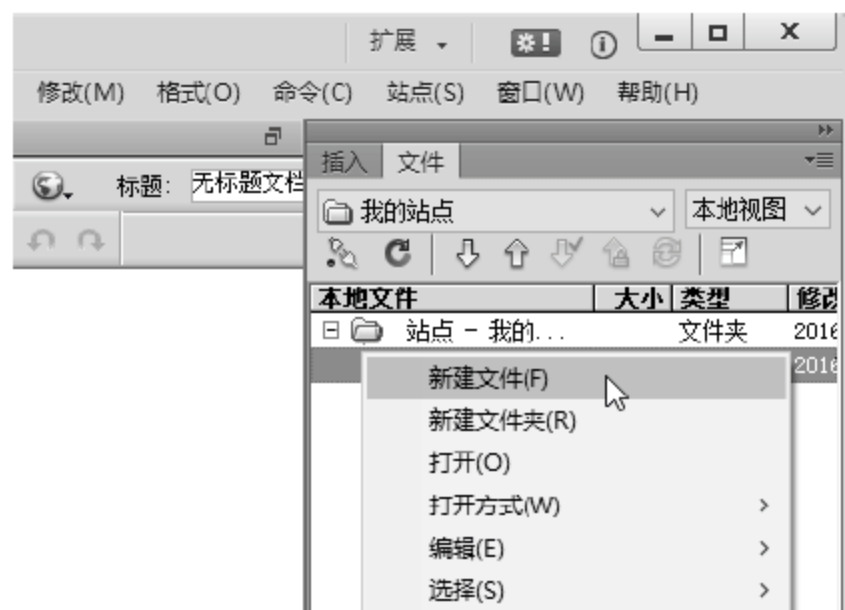 扩展
修改(M) 格式(O) 命令(C) 站点(S) 窗口(W) 帮助(H)
插入 文件
标题: 无标题文档
我的站点 本地视图
本地文件 大小 类型 修改
站点 - 我的... 文件夹 2016
2016
新建文件(F)
新建文件夹(R)
打开(O)
打开方式(W)
编辑(E)
选择(S)